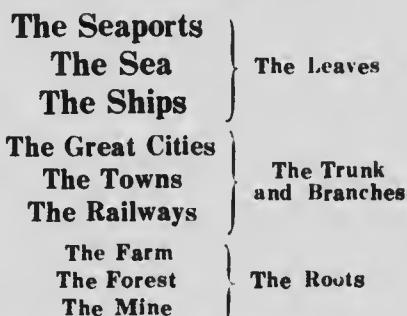 The Seaports
The Sea
The Ships
The Leaves
The Great Cities
The Towns
The Railways
The Trunk
and Branches
The Farm
The Forest
The Mine
The Roots